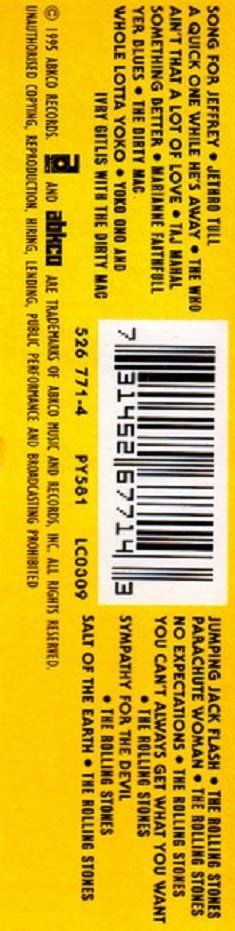 SONG FOR JEFFREY • JETHRO TULL
A QUICK ONE WHILE HE'S AWAY • THE WHO
AIN'T THAT A LOT OF LOVE • TAJ MAHAL
SOMETHING BETTER • MARIANNE FAITHFULL
YER BLUES • THE DIRTY MAC
WHOLE LOTTA YOKO • YOKO ONO AND
IVRY GITLIS WITH THE DIRTY MAC
7 31452 67714 3
526 771-4 PY581 LC0309
JUMPING JACK FLASH • THE ROLLING STONES
PARACHUTE WOMAN • THE ROLLING STONES
NO EXPECTATIONS • THE ROLLING STONES
YOU CAN'T ALWAYS GET WHAT YOU WANT
• THE ROLLING STONES
SYMPATHY FOR THE DEVIL
• THE ROLLING STONES
SALT OF THE EARTH • THE ROLLING STONES
© 1995 ABKCO RECORDS. a AND abkco ARE TRADEMARKS OF ABKCO MUSIC AND RECORDS, INC. ALL RIGHTS RESERVED.
UNAUTHORISED COPYING, REPRODUCTION, HIRING, LENDING, PUBLIC PERFORMANCE AND BROADCASTING PROHIBITED